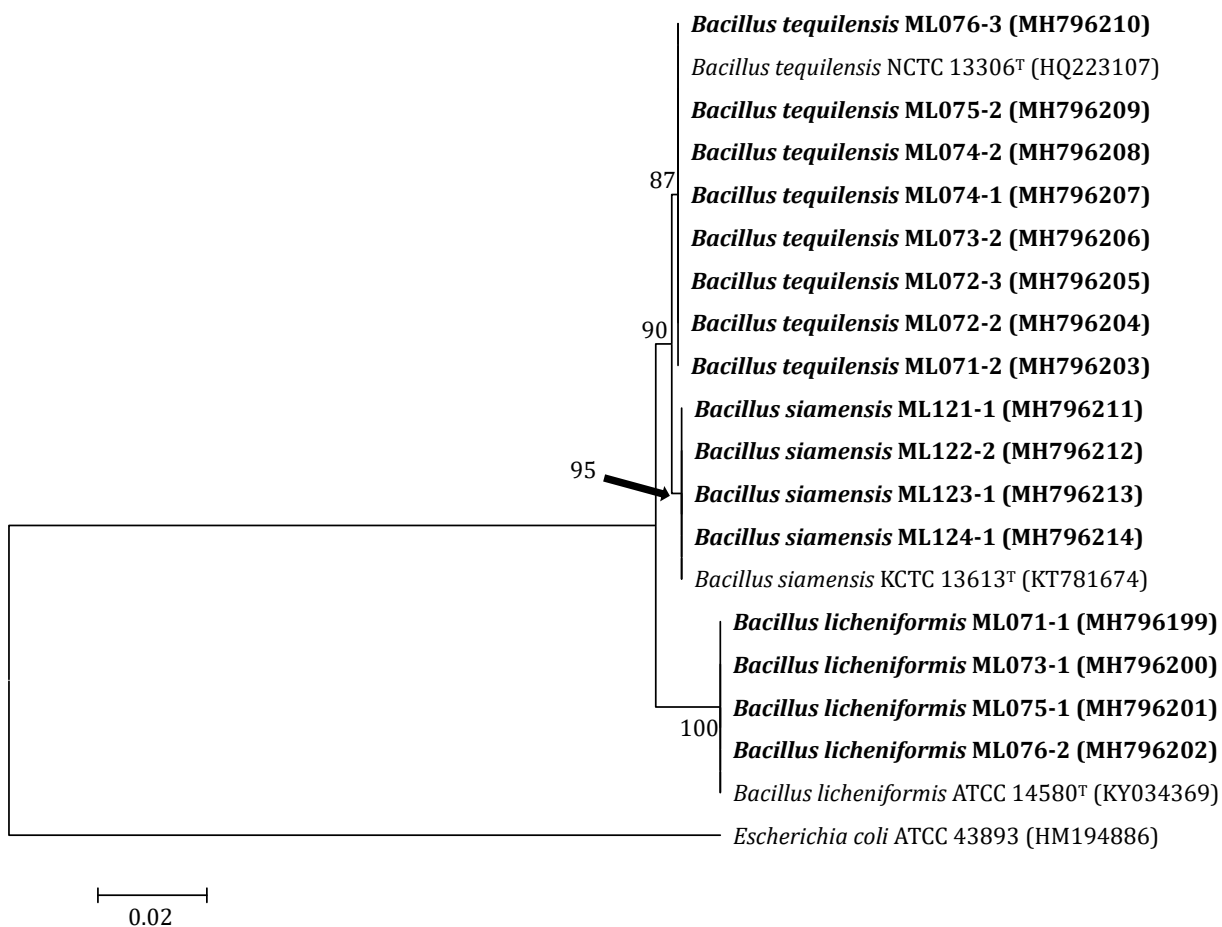 Bacillus tequilensis ML076-3 (MH796210)
Bacillus tequilensis NCTC 13306ᵀ (HQ223107)
Bacillus tequilensis ML075-2 (MH796209)
Bacillus tequilensis ML074-2 (MH796208)
87
Bacillus tequilensis ML074-1 (MH796207)
Bacillus tequilensis ML073-2 (MH796206)
Bacillus tequilensis ML072-3 (MH796205)
90
Bacillus tequilensis ML072-2 (MH796204)
Bacillus tequilensis ML071-2 (MH796203)
Bacillus siamensis ML121-1 (MH796211)
Bacillus siamensis ML122-2 (MH796212)
95
Bacillus siamensis ML123-1 (MH796213)
Bacillus siamensis ML124-1 (MH796214)
Bacillus siamensis KCTC 13613ᵀ (KT781674)
Bacillus licheniformis ML071-1 (MH796199)
Bacillus licheniformis ML073-1 (MH796200)
Bacillus licheniformis ML075-1 (MH796201)
100
Bacillus licheniformis ML076-2 (MH796202)
Bacillus licheniformis ATCC 14580ᵀ (KY034369)
Escherichia coli ATCC 43893 (HM194886)
0.02